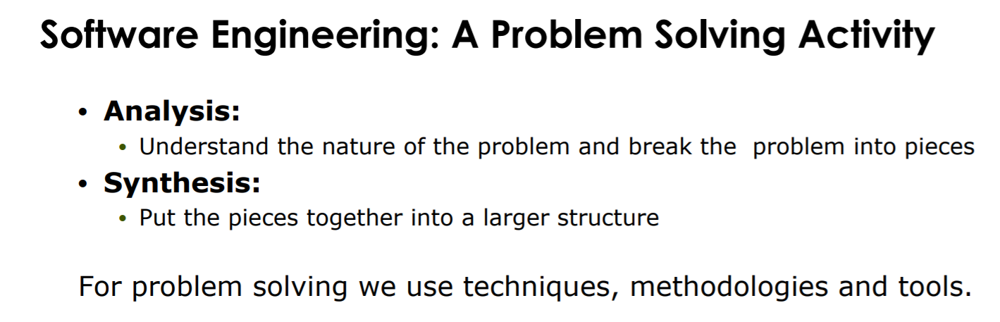 Software Engineering: A Problem Solving Activity
• Analysis:
• Understand the nature of the problem and break the problem into pieces
• Synthesis:
• Put the pieces together into a larger structure
For problem solving we use techniques, methodologies and tools.